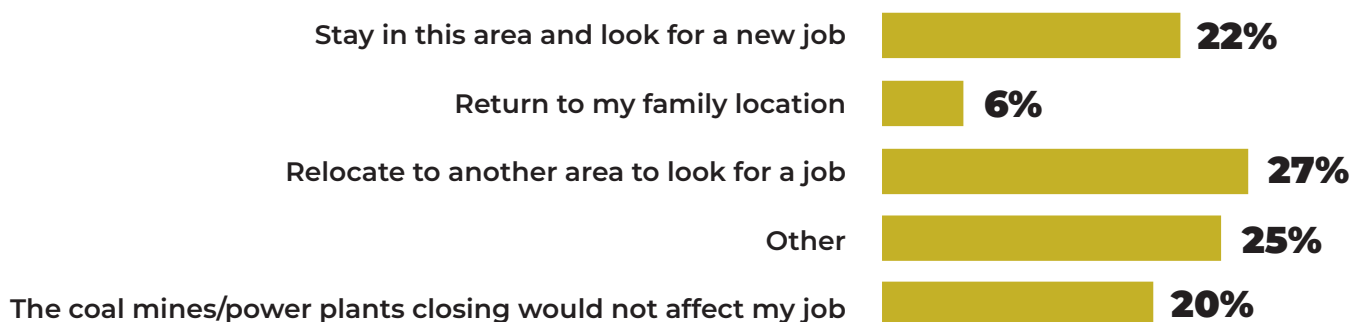 Stay in this area and look for a new job 22%
Return to my family location 6%
Relocate to another area to look for a job 27%
Other 25%
The coal mines/power plants closing would not affect my job 20%